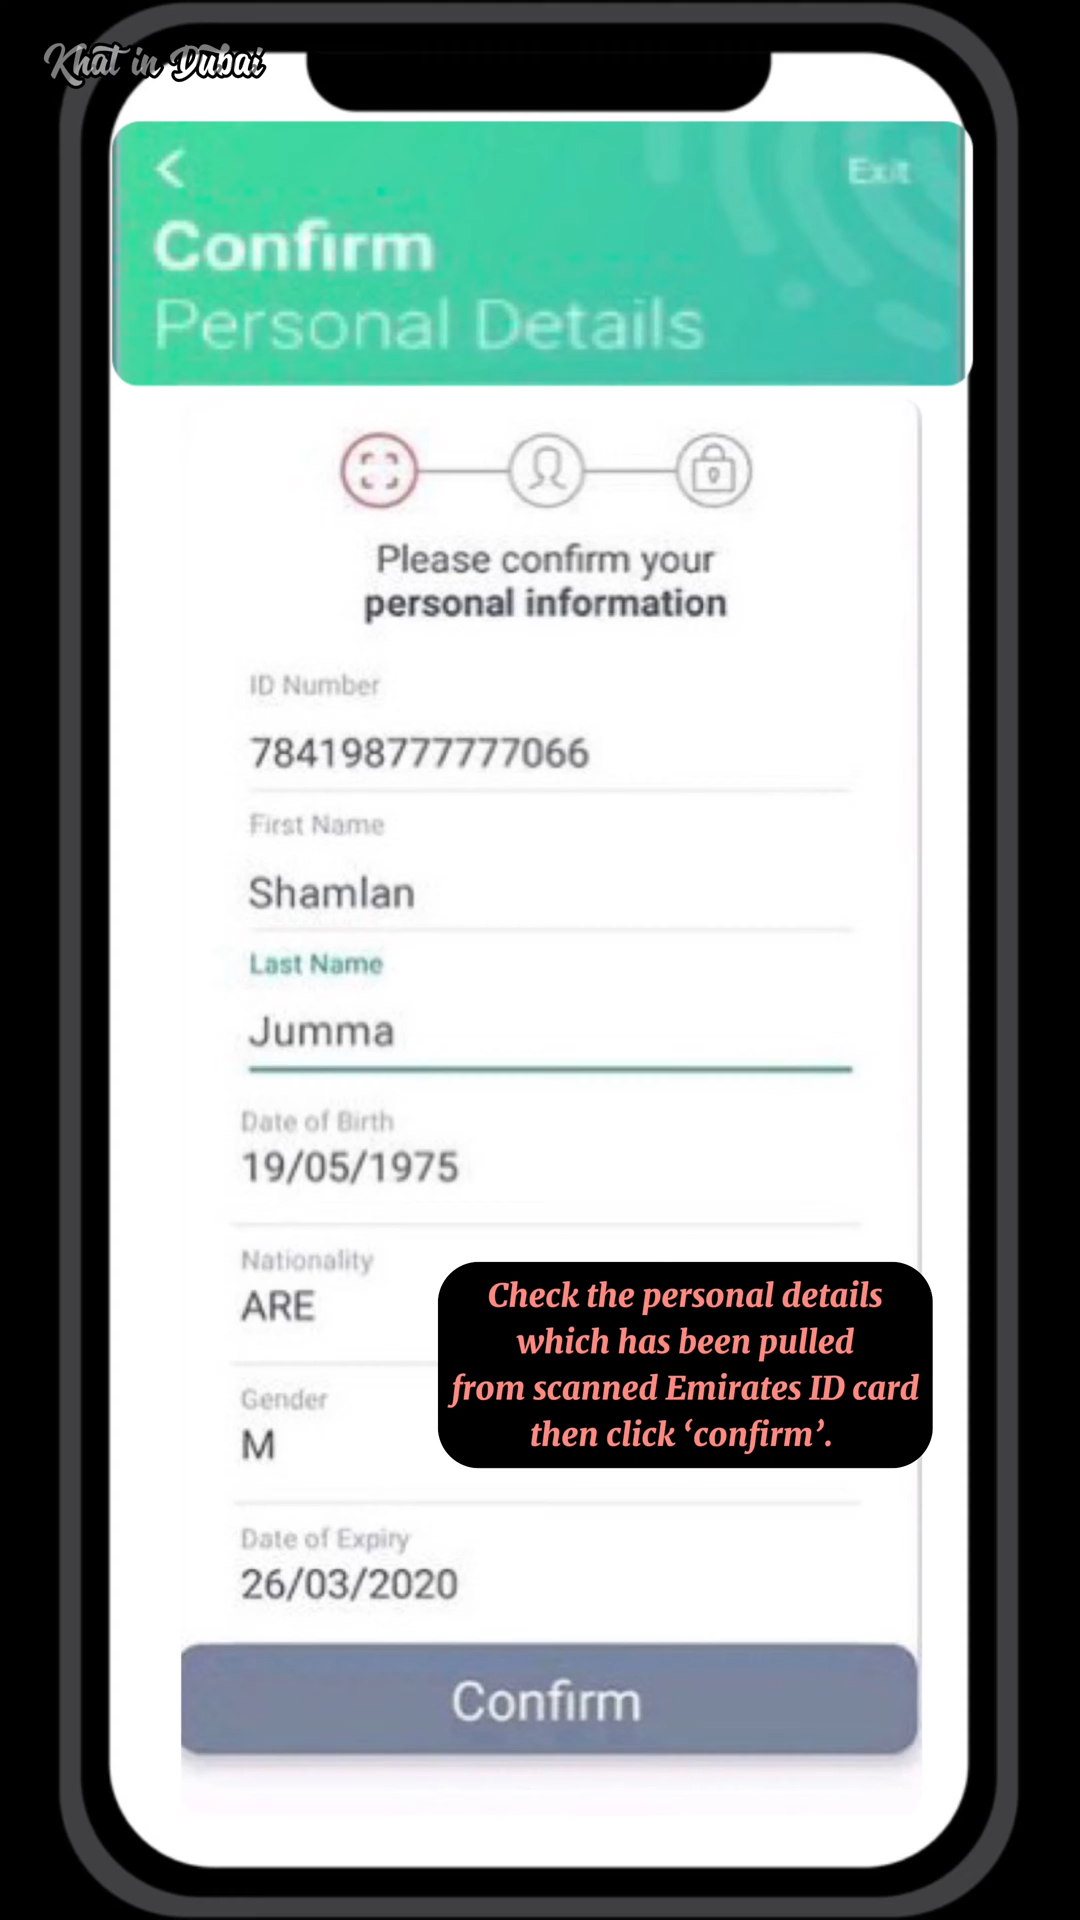 Khat in Dubai
Exit
Confirm
Personal Details
Please confirm your
personal information
ID Number
784198777777066
First Name
Shamlan
Last Name
Jumma
Date of Birth
19/05/1975
Nationality
ARE
Check the personal details
which has been pulled
from scanned Emirates ID card
then click ‘confirm’.
Gender
M
Date of Expiry
26/03/2020
Confirm